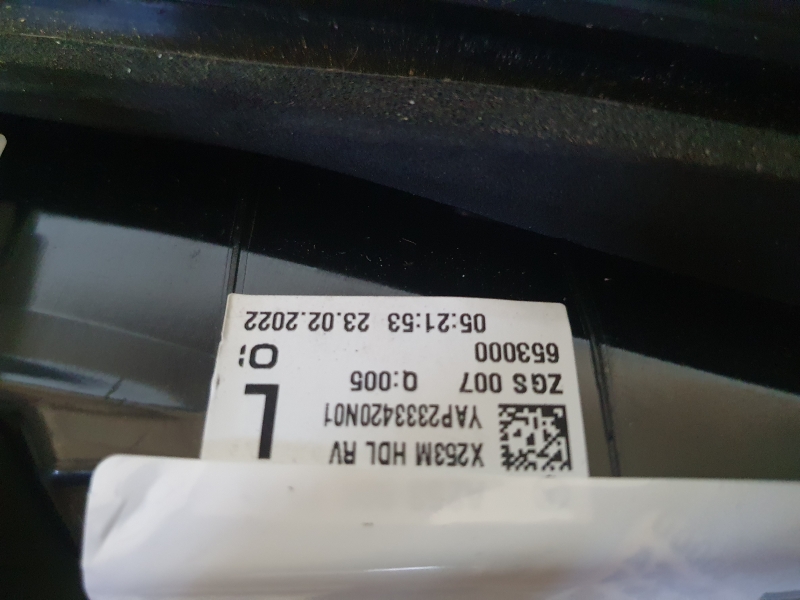 X253M HDL RV
YAP2333420N01
ZGS 007 Q:005
653000
05:21:53 23.02.2022
L